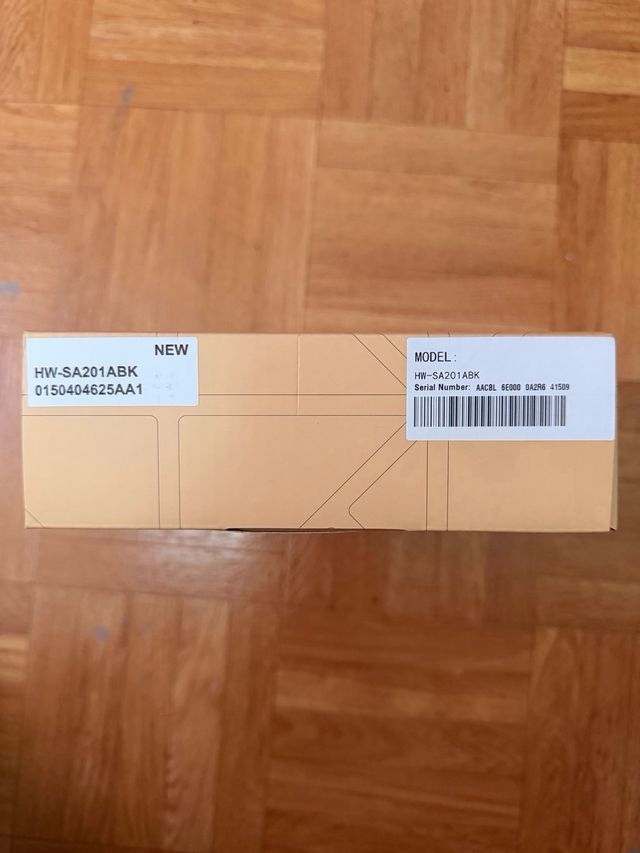 NEW
HW-SA201ABK
0150404625AA1
MODEL :
HW-SA201ABK
Serial Number: AACBL 6E000 0A2R6 41509